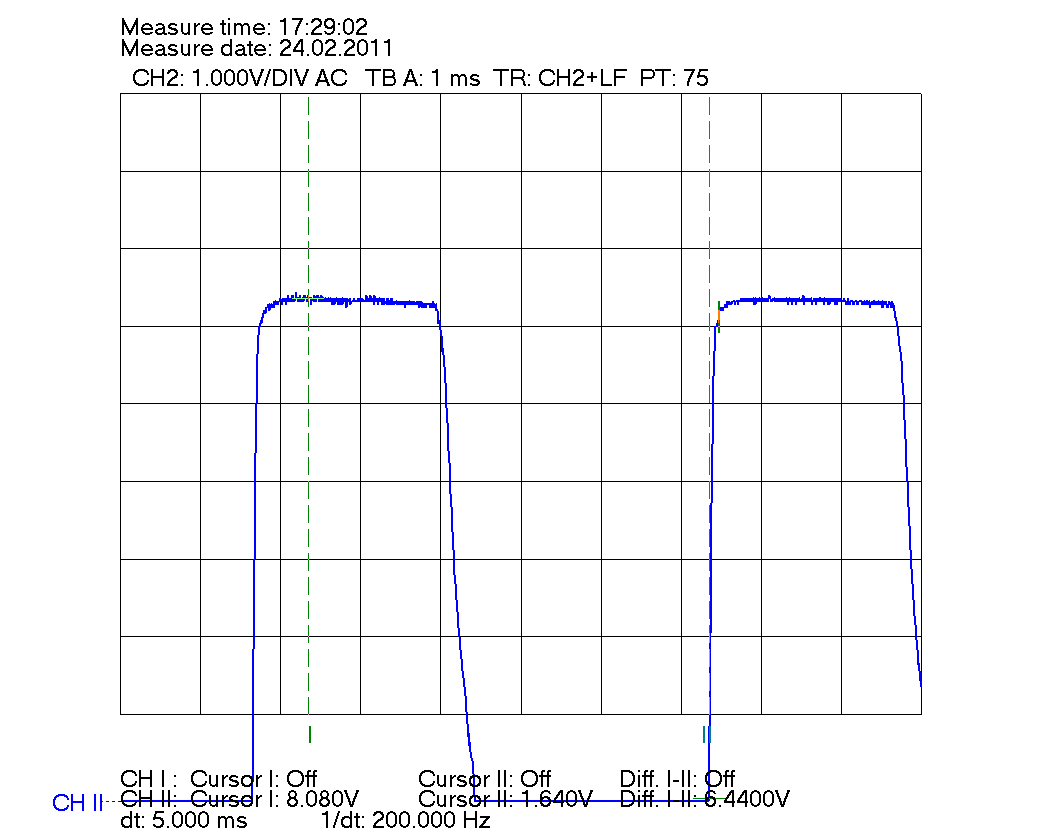 Measure time: 17:29:02
Measure date: 24.02.2011
CH2: 1.000V/DIV AC TB A: 1 ms TR: CH2+LF PT: 75
I II
CH I : Cursor I: Off Cursor II: Off Diff. I-II: Off
CH II CH II: Cursor I: 8.080V Cursor II: 1.640V Diff. I-II: 6.4400V
dt: 5.000 ms 1/dt: 200.000 Hz